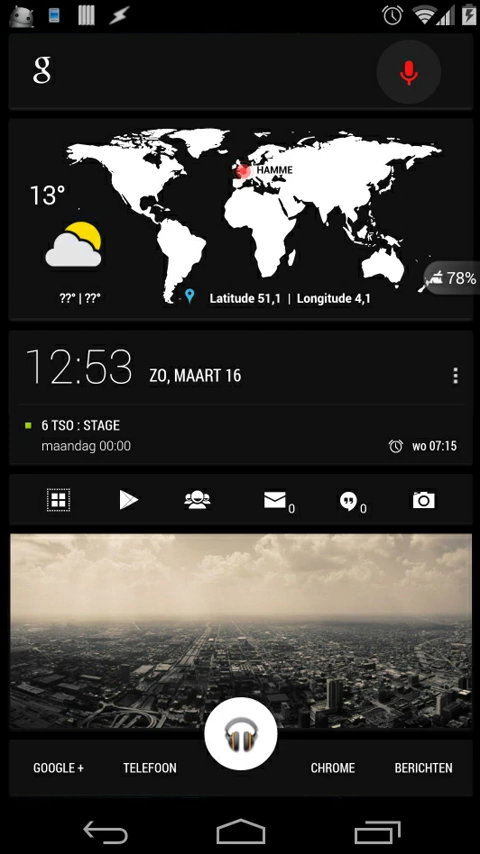 g
HAMME
13°
78%
??° | ??°
Latitude 51,1 | Longitude 4,1
12:53 ZO, MAART 16
6 TSO : STAGE
maandag 00:00
wo 07:15
0
0
GOOGLE +
TELEFOON
CHROME
BERICHTEN